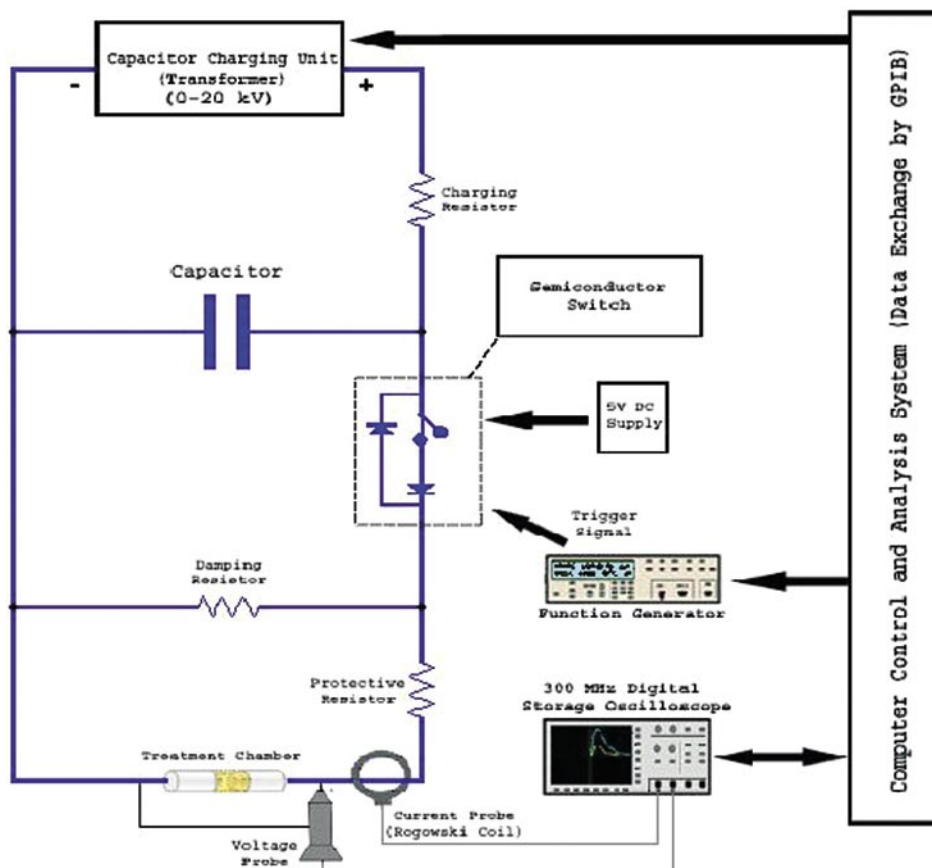 Capacitor Charging Unit
(Transformer)
(0-20 kV)
-
+
Charging
Resistor
Capacitor
Semiconductor
Switch
5V DC
Supply
Trigger
Signal
Function Generator
Damping
Resistor
Protective
Resistor
300 MHz Digital
Storage Oscilloscope
Treatment Chamber
Current Probe
(Rogowski Coil)
Voltage
Probe
Computer Control and Analysis System (Data Exchange by GPIB)